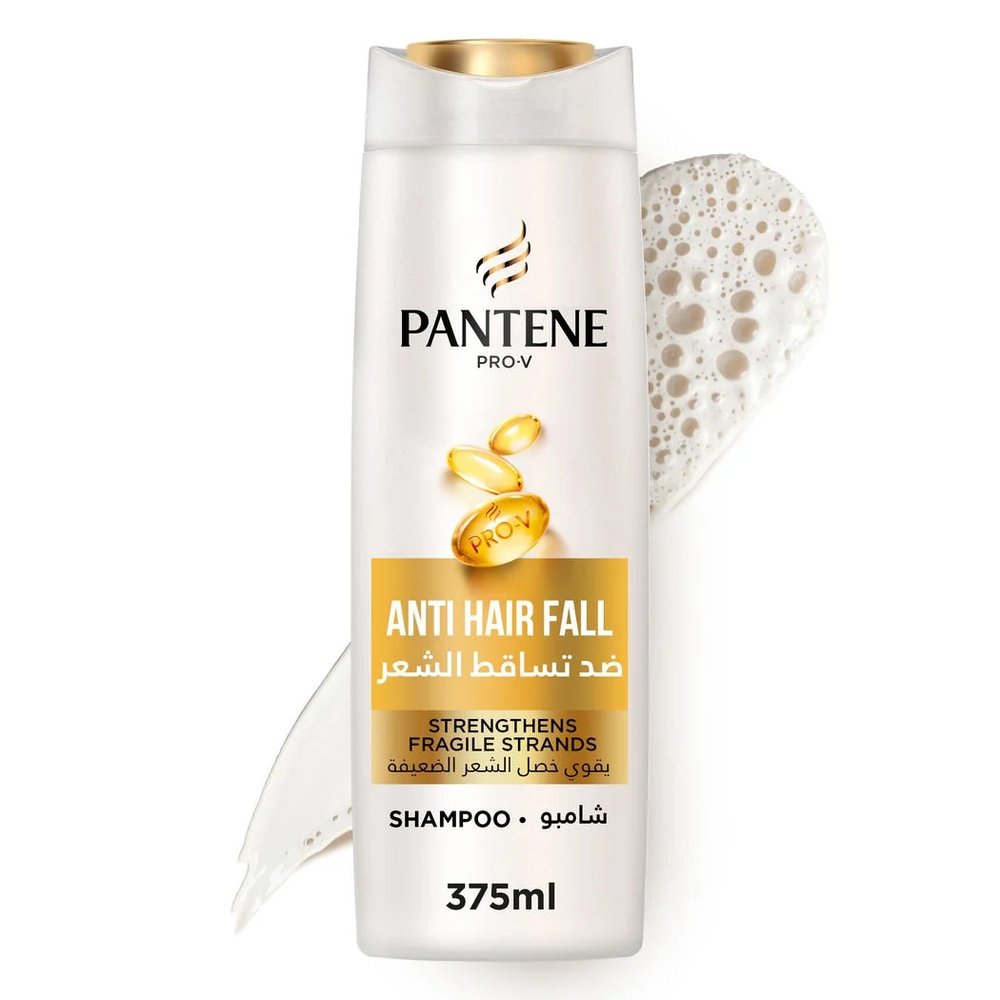 PANTENE
PRO-V
PRO-V
ANTI HAIR FALL
ضد تساقط الشعر
STRENGTHENS
FRAGILE STRANDS
يقوي خصل الشعر الضعيفة
SHAMPOO • شامبو
375ml